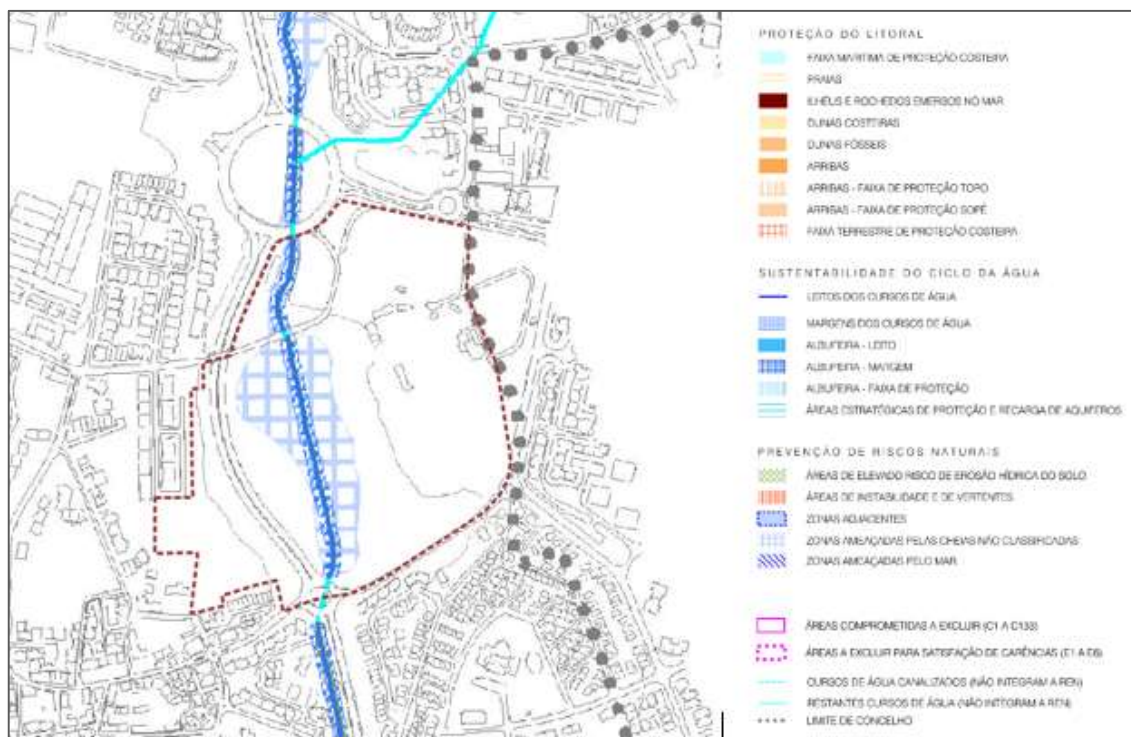 PROTEÇÃO DO LITORAL
FAIXA MARÍTIMA DE PROTEÇÃO COSTEIRA
PRAIAS
ILHÉUS E ROCHEDOS EMERSOS NO MAR
DUNAS COSTEIRAS
DUNAS FÓSSEIS
ARRIBAS
ARRIBAS - FAIXA DE PROTEÇÃO TOPO
ARRIBAS - FAIXA DE PROTEÇÃO SOPÉ
FAIXA TERRESTRE DE PROTEÇÃO COSTEIRA
SUSTENTABILIDADE DO CICLO DA ÁGUA
LEITOS DOS CURSOS DE ÁGUA
MARGENS DOS CURSOS DE ÁGUA
ALBUFEIRA - LEITO
ALBUFEIRA - MARGEM
ALBUFEIRA - FAIXA DE PROTEÇÃO
ÁREAS ESTRATÉGICAS DE PROTEÇÃO E RECARGA DE AQUIFEROS
PREVENÇÃO DE RISCOS NATURAIS
ÁREAS DE ELEVADO RISCO DE EROSÃO HÍDRICA DO SOLO
ÁREAS DE INSTABILIDADE E DE VERTENTES
ZONAS ADJACENTES
ZONAS AMEAÇADAS PELAS CHEIAS NÃO CLASSIFICADAS
ZONAS AMEAÇADAS PELO MAR
ÁREAS COMPROMETIDAS A EXCLUIR (C1 A C133)
ÁREAS A EXCLUIR PARA SATISFAÇÃO DE CARÊNCIAS (E1 A E6)
CURSOS DE ÁGUA CANALIZADOS (NÃO INTEGRAM A REN)
RESTANTES CURSOS DE ÁGUA (NÃO INTEGRAM A REN)
LIMITE DE CONCELHO